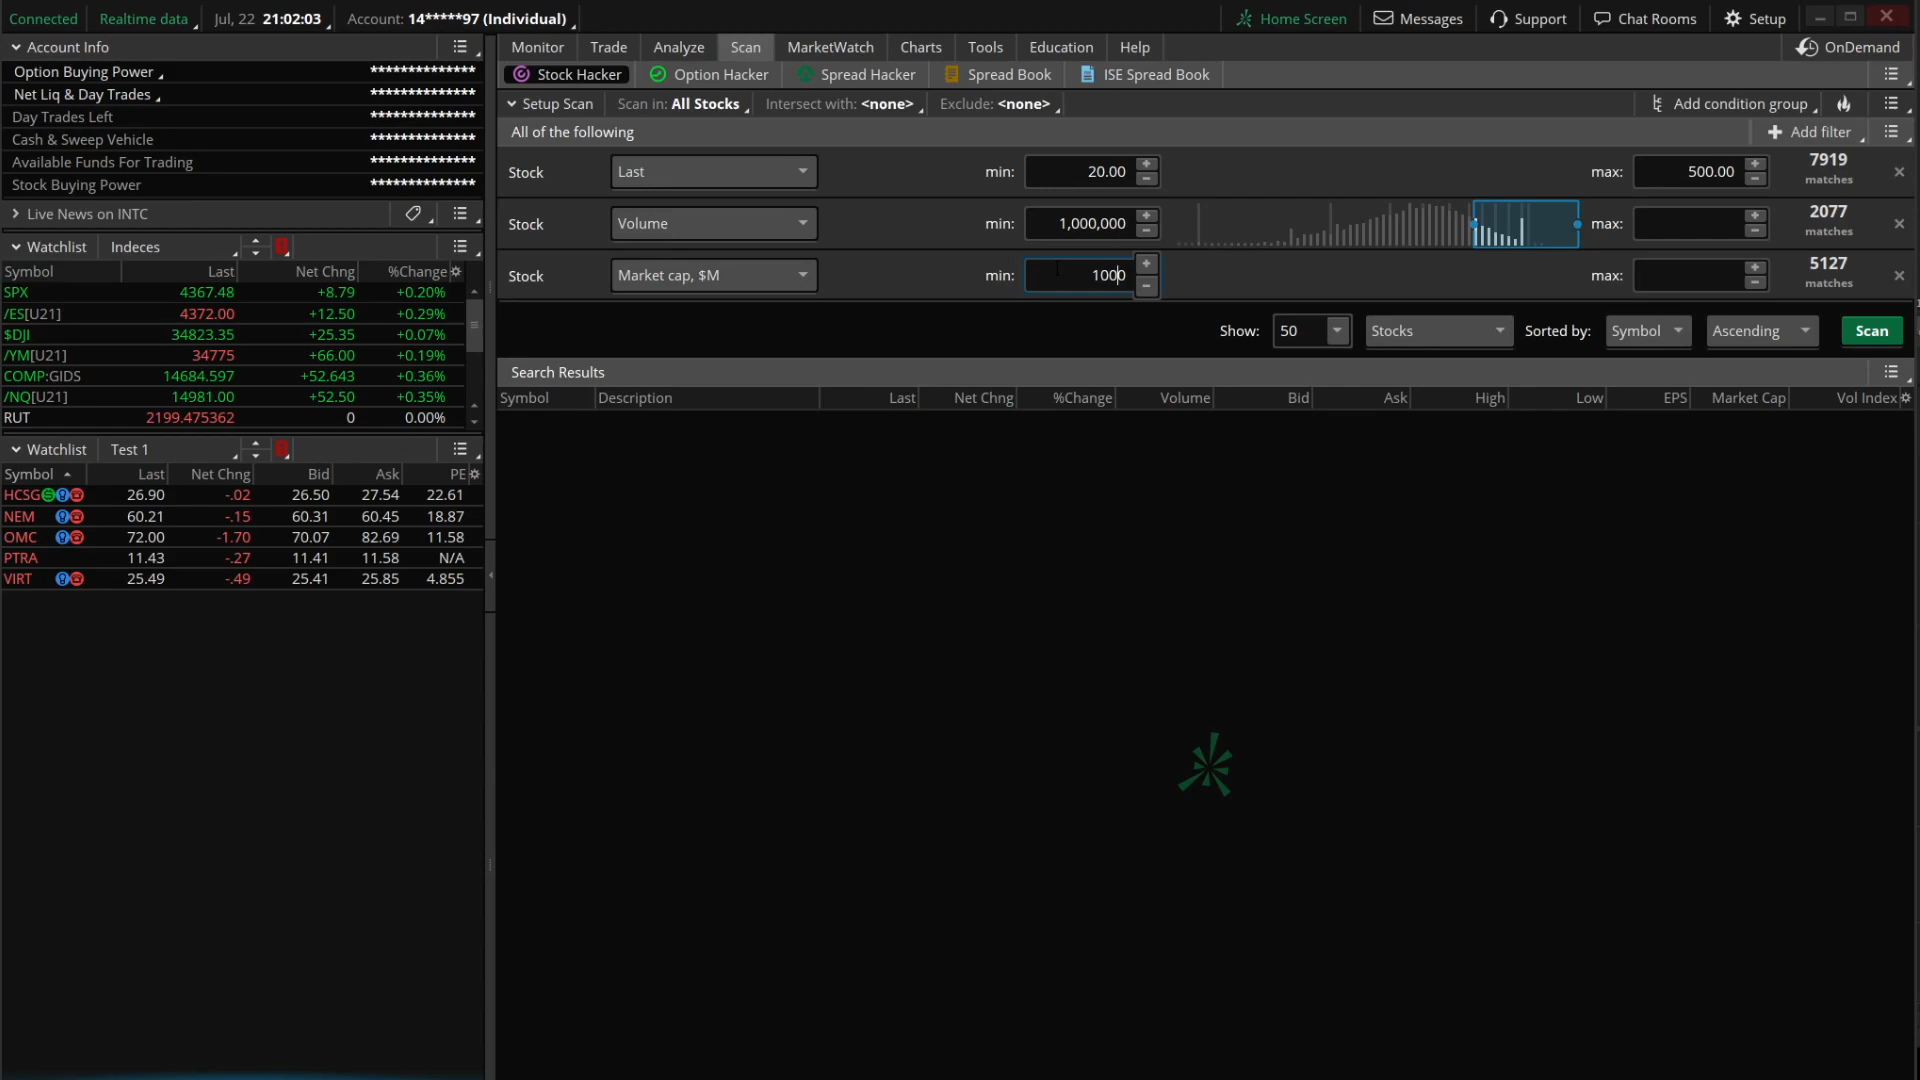 Connected Realtime data Jul, 22 21:02:03 Account: 14*****97 (Individual) Home Screen Messages Support Chat Rooms Setup
Account Info Monitor Trade Analyze Scan MarketWatch Charts Tools Education Help OnDemand
Option Buying Power ************** Stock Hacker Option Hacker Spread Hacker Spread Book ISE Spread Book
Net Liq & Day Trades ************** Setup Scan Scan in: All Stocks Intersect with: <none> Exclude: <none> Add condition group
Day Trades Left **************
Cash & Sweep Vehicle ************** All of the following Add filter
Available Funds For Trading **************
Stock Buying Power ************** Stock Last min: 20.00 max: 500.00 7919 matches
Live News on INTC Stock Volume min: 1,000,000 max: 2077 matches
Watchlist Indeces
Symbol Last Net Chng %Change Stock Market cap, $M min: 1000 max: 5127 matches
SPX 4367.48 +8.79 +0.20%
/ES[U21] 4372.00 +12.50 +0.29%
$DJI 34823.35 +25.35 +0.07% Show: 50 Stocks Sorted by: Symbol Ascending Scan
/YM[U21] 34775 +66.00 +0.19%
COMP:GIDS 14684.597 +52.643 +0.36% Search Results
/NQ[U21] 14981.00 +52.50 +0.35% Symbol Description Last Net Chng %Change Volume Bid Ask High Low EPS Market Cap Vol Index
RUT 2199.475362 0 0.00%
Watchlist Test 1
Symbol Last Net Chng Bid Ask PE
HCSG 26.90 -.02 26.50 27.54 22.61
NEM 60.21 -.15 60.31 60.45 18.87
OMC 72.00 -1.70 70.07 82.69 11.58
PTRA 11.43 -.27 11.41 11.58 N/A
VIRT 25.49 -.49 25.41 25.85 4.855